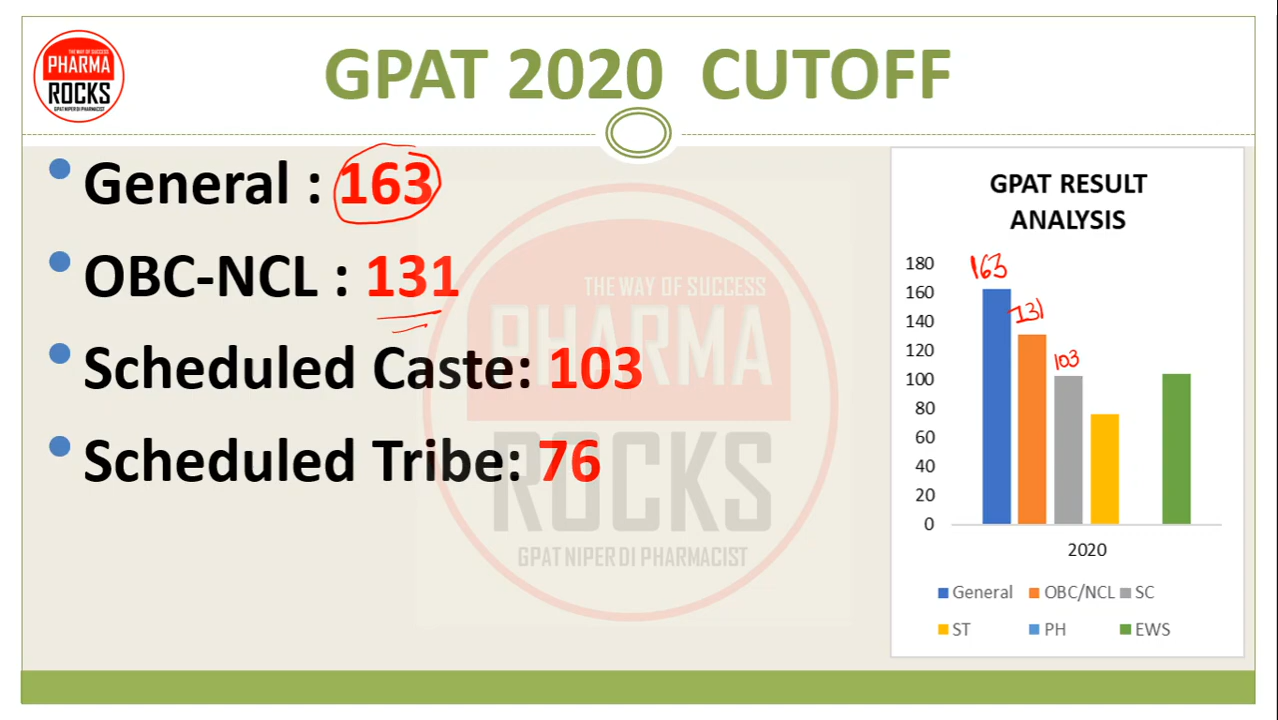 THE WAY OF SUCCESS
PHARMA
ROCKS
GPAT NIPER DI PHARMACIST
GPAT 2020 CUTOFF
• General : 163
• OBC-NCL : 131
• Scheduled Caste: 103
• Scheduled Tribe: 76
THE WAY OF SUCCESS
PHARMA
ROCKS
GPAT NIPER DI PHARMACIST
GPAT RESULT
ANALYSIS
180
160
140
120
100
80
60
40
20
0
163
131
103
2020
General OBC/NCL SC
ST PH EWS